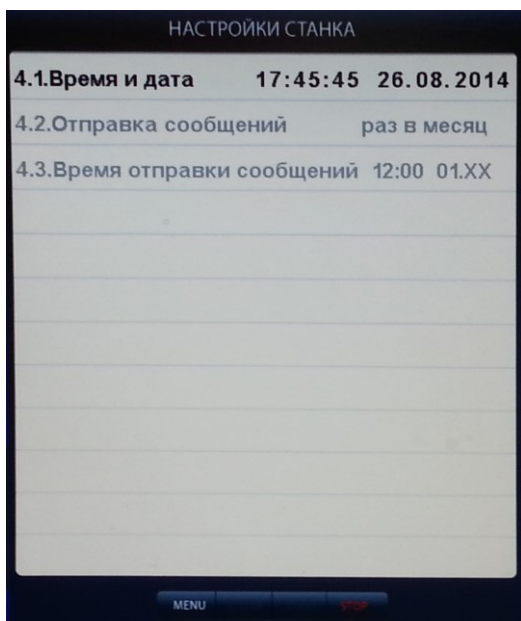 НАСТРОЙКИ СТАНКА
4.1.Время и дата 17:45:45 26.08.2014
4.2.Отправка сообщений раз в месяц
4.3.Время отправки сообщений 12:00 01.XX
MENU STOP